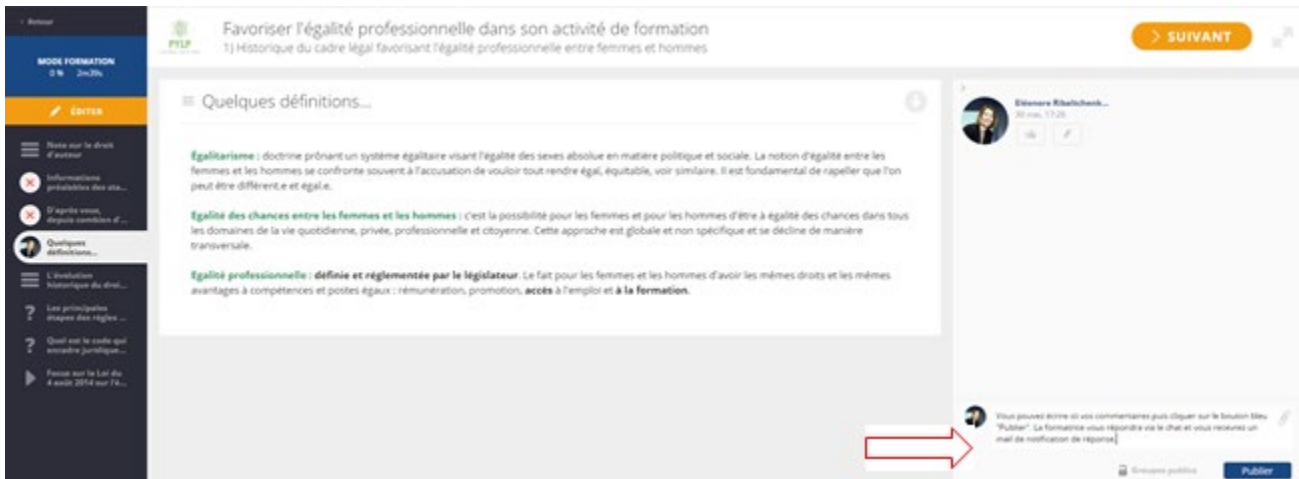 Retour
MODE FORMATION
0 % 2m39s
ÉDITER
Note sur le droit
d'auteur
Informations
préalables des sta...
D'après vous,
depuis combien d'...
Quelques
définitions...
L'évolution
historique du droi...
Les principales
étapes des règles ...
Quel est le code qui
encadre juridique...
Focus sur la Loi du
4 août 2014 sur l'é...
PYLP
Favoriser l'égalité professionnelle dans son activité de formation
1) Historique du cadre légal favorisant l'égalité professionnelle entre femmes et hommes
SUIVANT
Quelques définitions...
Égalitarisme : doctrine prônant un système égalitaire visant l'égalité des sexes absolue en matière politique et sociale. La notion d'égalité entre les
femmes et les hommes se confronte souvent à l'accusation de vouloir tout rendre égal, équitable, voir similaire. Il est fondamental de rapeller que l'on
peut être différent.e et égal.e.
Egalité des chances entre les femmes et les hommes : c'est la possibilité pour les femmes et pour les hommes d'être à égalité des chances dans tous
les domaines de la vie quotidienne, privée, professionnelle et citoyenne. Cette approche est globale et non spécifique et se décline de manière
transversale.
Egalité professionnelle : définie et réglementée par le législateur. Le fait pour les femmes et les hommes d'avoir les mêmes droits et les mêmes
avantages à compétences et postes égaux : rémunération, promotion, accès à l'emploi et à la formation.
Eléonore Ribaltchenk...
30 mai, 17:26
Vous pouvez écrire ici vos commentaires puis cliquer sur le bouton bleu
"Publier". La formatrice vous répondra via le chat et vous recevrez un
mail de notification de réponse.
Groupes publics
Publier